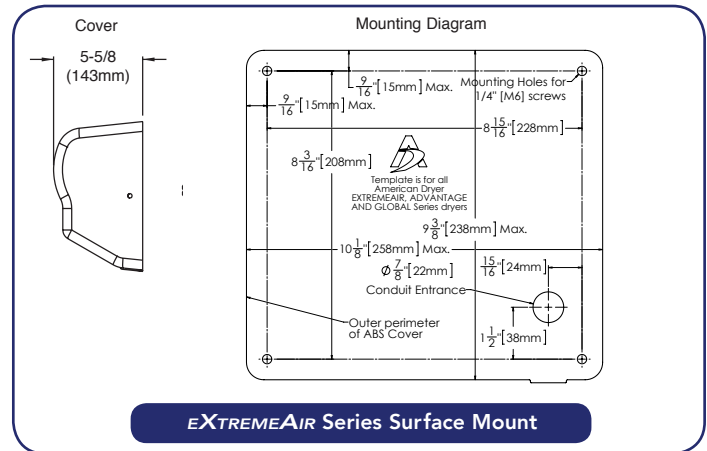 Cover
Mounting Diagram
5-5/8
(143mm)
9/16"[15mm] Max.
9/16"[15mm] Max.
Mounting Holes for
1/4" [M6] screws
8 15/16"[228mm]
8 3/16"[208mm]
Template is for all
American Dryer
EXTREMEAIR, ADVANTAGE
AND GLOBAL Series dryers
9 3/8"[238mm] Max.
10 1/8"[258mm] Max.
Ø 7/8"[22mm]
15/16"[24mm]
Conduit Entrance
Outer perimeter
of ABS Cover
1 1/2"[38mm]
eXtremeAir Series Surface Mount